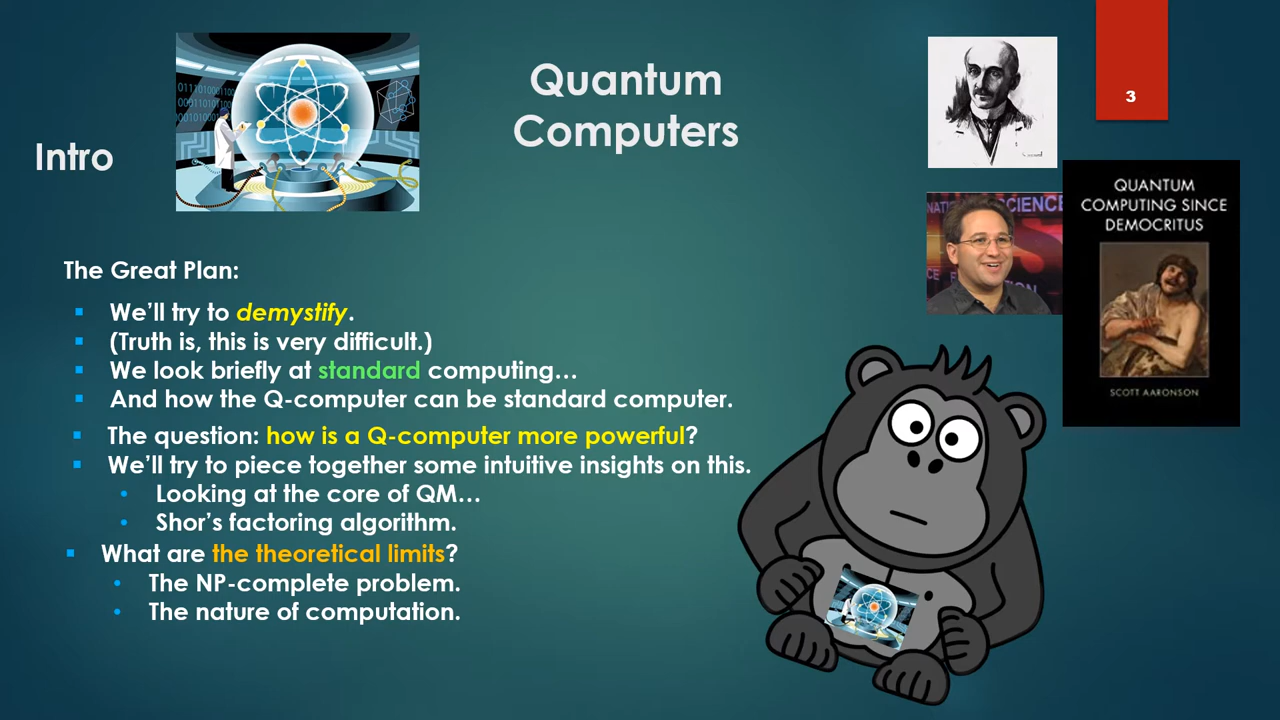 Quantum
Computers
3
Intro
QUANTUM
COMPUTING SINCE
DEMOCRITUS
SCOTT AARONSON
The Great Plan:
We'll try to demystify.
(Truth is, this is very difficult.)
We look briefly at standard computing…
And how the Q-computer can be standard computer.
The question: how is a Q-computer more powerful?
We'll try to piece together some intuitive insights on this.
Looking at the core of QM…
Shor's factoring algorithm.
What are the theoretical limits?
The NP-complete problem.
The nature of computation.